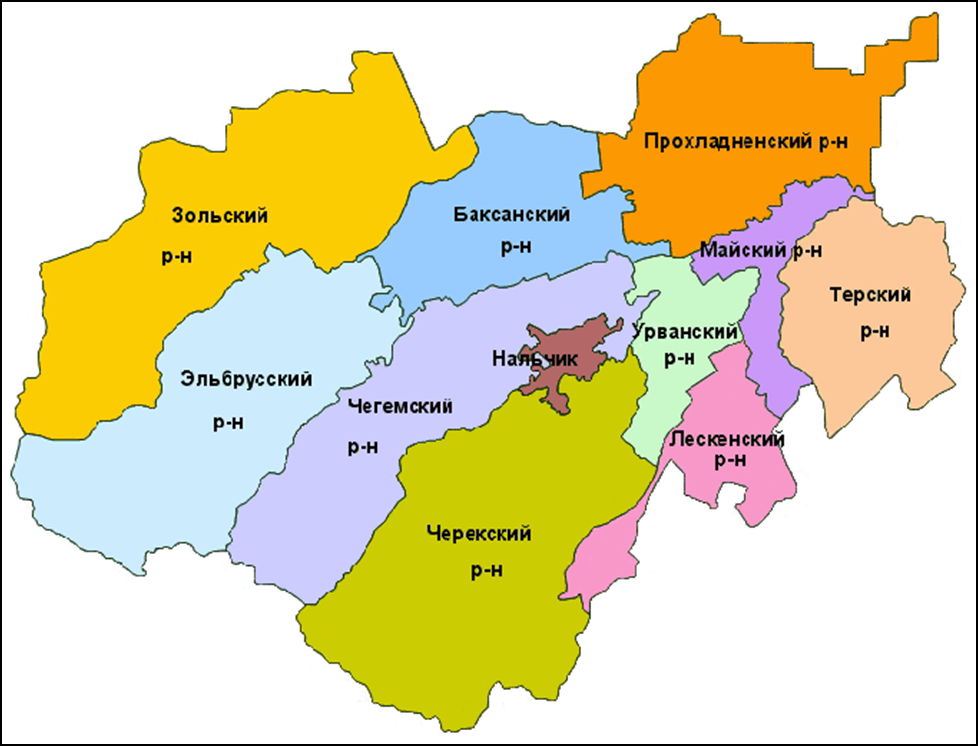 Прохладненский р-н
Зольский
р-н
Баксанский
р-н
Майский р-н
Терский
р-н
Урванский
р-н
Нальчик
Эльбрусский
р-н
Чегемский
р-н
Лескенский
р-н
Черекский
р-н